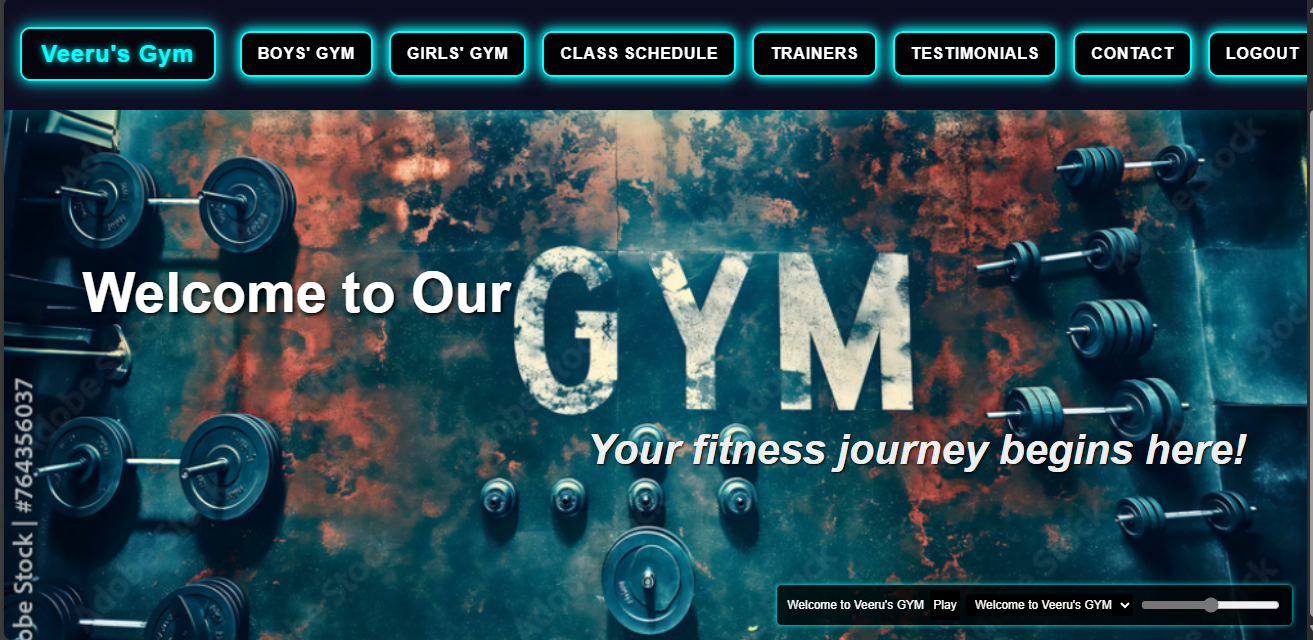 Veeru's Gym
BOYS' GYM
GIRLS' GYM
CLASS SCHEDULE
TRAINERS
TESTIMONIALS
CONTACT
LOGOUT
Welcome to Our
GYM
Your fitness journey begins here!
Welcome to Veeru's GYM
Play
Welcome to Veeru's GYM
obe Stock | #764356037